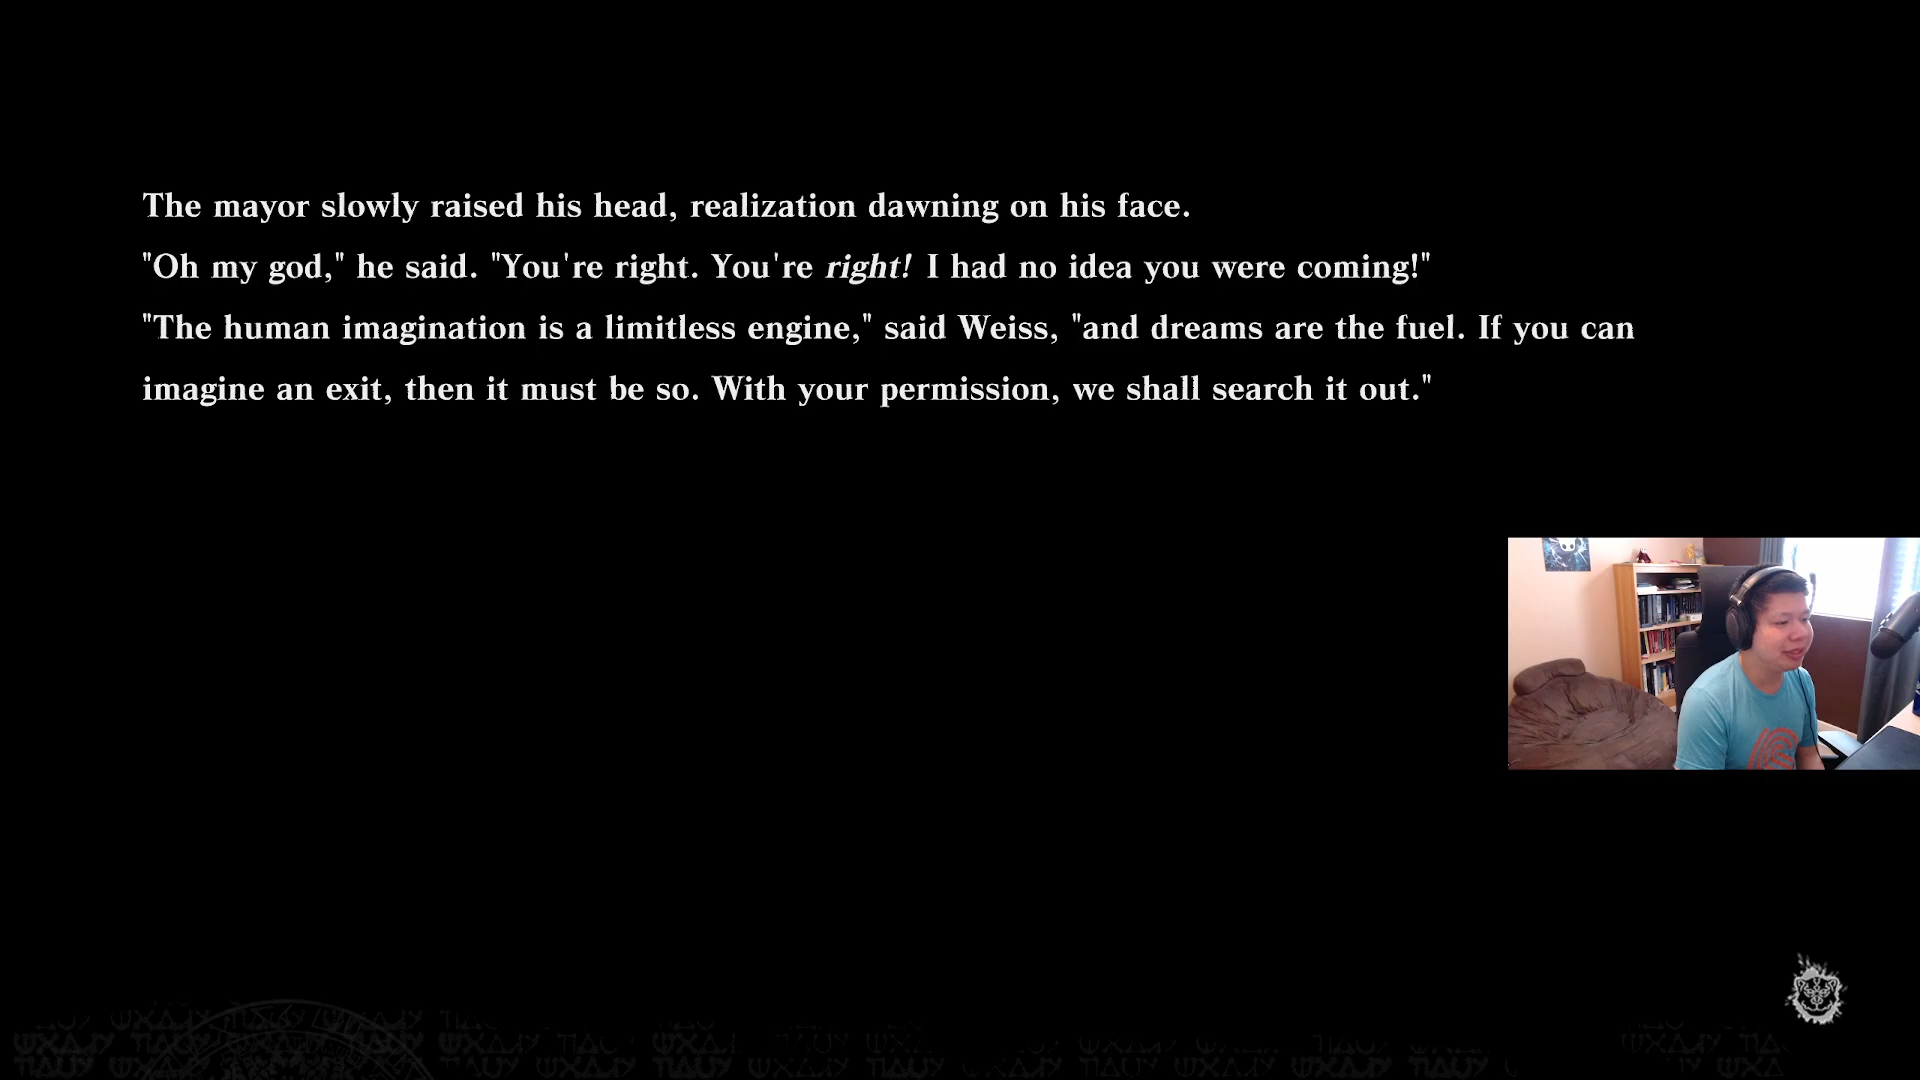 The mayor slowly raised his head, realization dawning on his face.
"Oh my god," he said. "You're right. You're right! I had no idea you were coming!"
"The human imagination is a limitless engine," said Weiss, "and dreams are the fuel. If you can
imagine an exit, then it must be so. With your permission, we shall search it out."